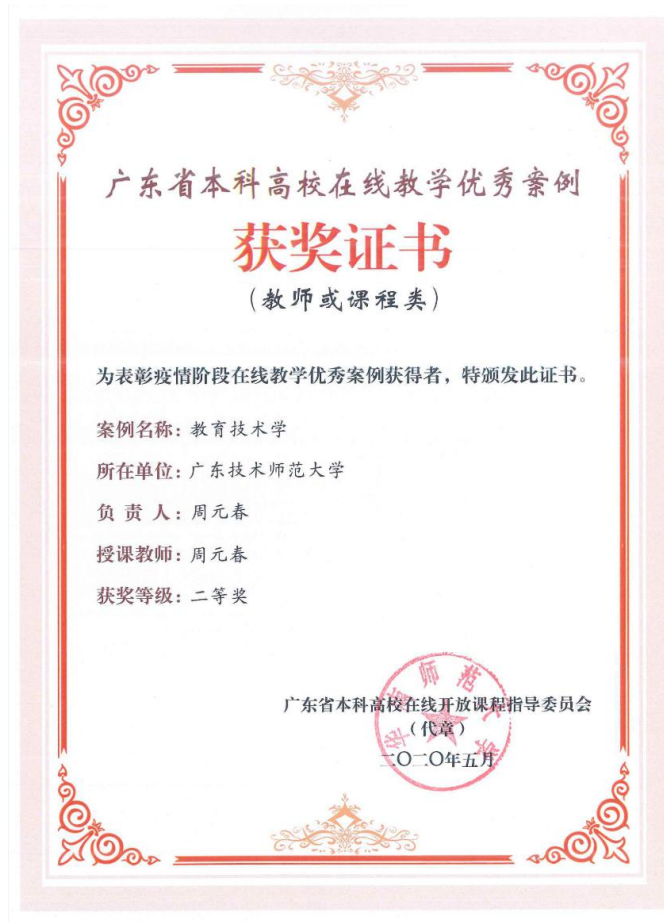 广东省本科高校在线教学优秀案例
获奖证书
（教师或课程类）
为表彰疫情阶段在线教学优秀案例获得者，特颁发此证书。
案例名称：教育技术学
所在单位：广东技术师范大学
负 责 人：周元春
授课教师：周元春
获奖等级：二等奖
华南师范大学
广东省本科高校在线开放课程指导委员会
（代章）
二〇二〇年五月